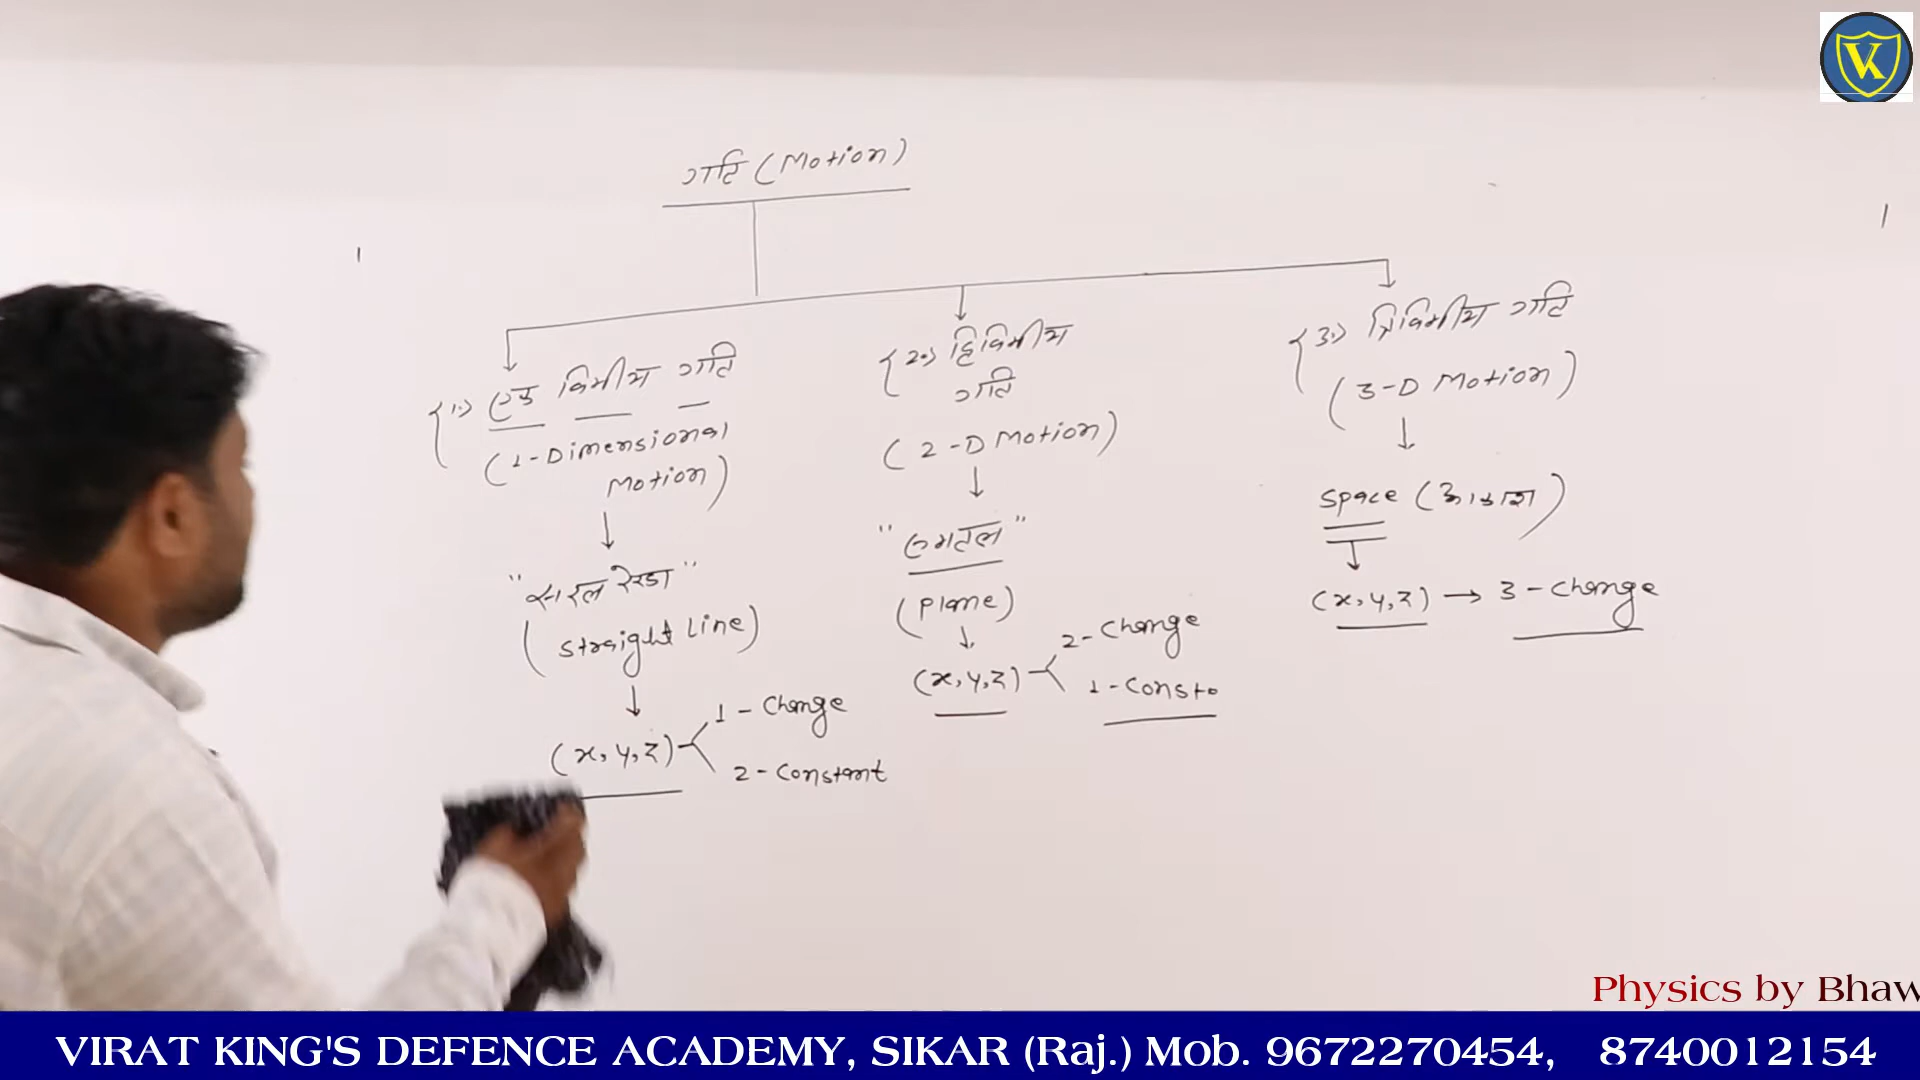 VK
गति (Motion)
{1.} एक विमीय गति
(1-Dimensional
Motion)
"सरल रेखा"
(straight Line)
(x, y, z)
1 - Change
2 - Constant
{2.} द्विविमीय
गति
(2-D Motion)
"समतल"
(Plane)
(x, y, z)
2-Change
1-Const.
{3.} त्रिविमीय गति
(3-D Motion)
Space (आकाश)
(x, y, z) → 3-Change
Physics by Bhaw
VIRAT KING'S DEFENCE ACADEMY, SIKAR (Raj.) Mob. 9672270454, 8740012154